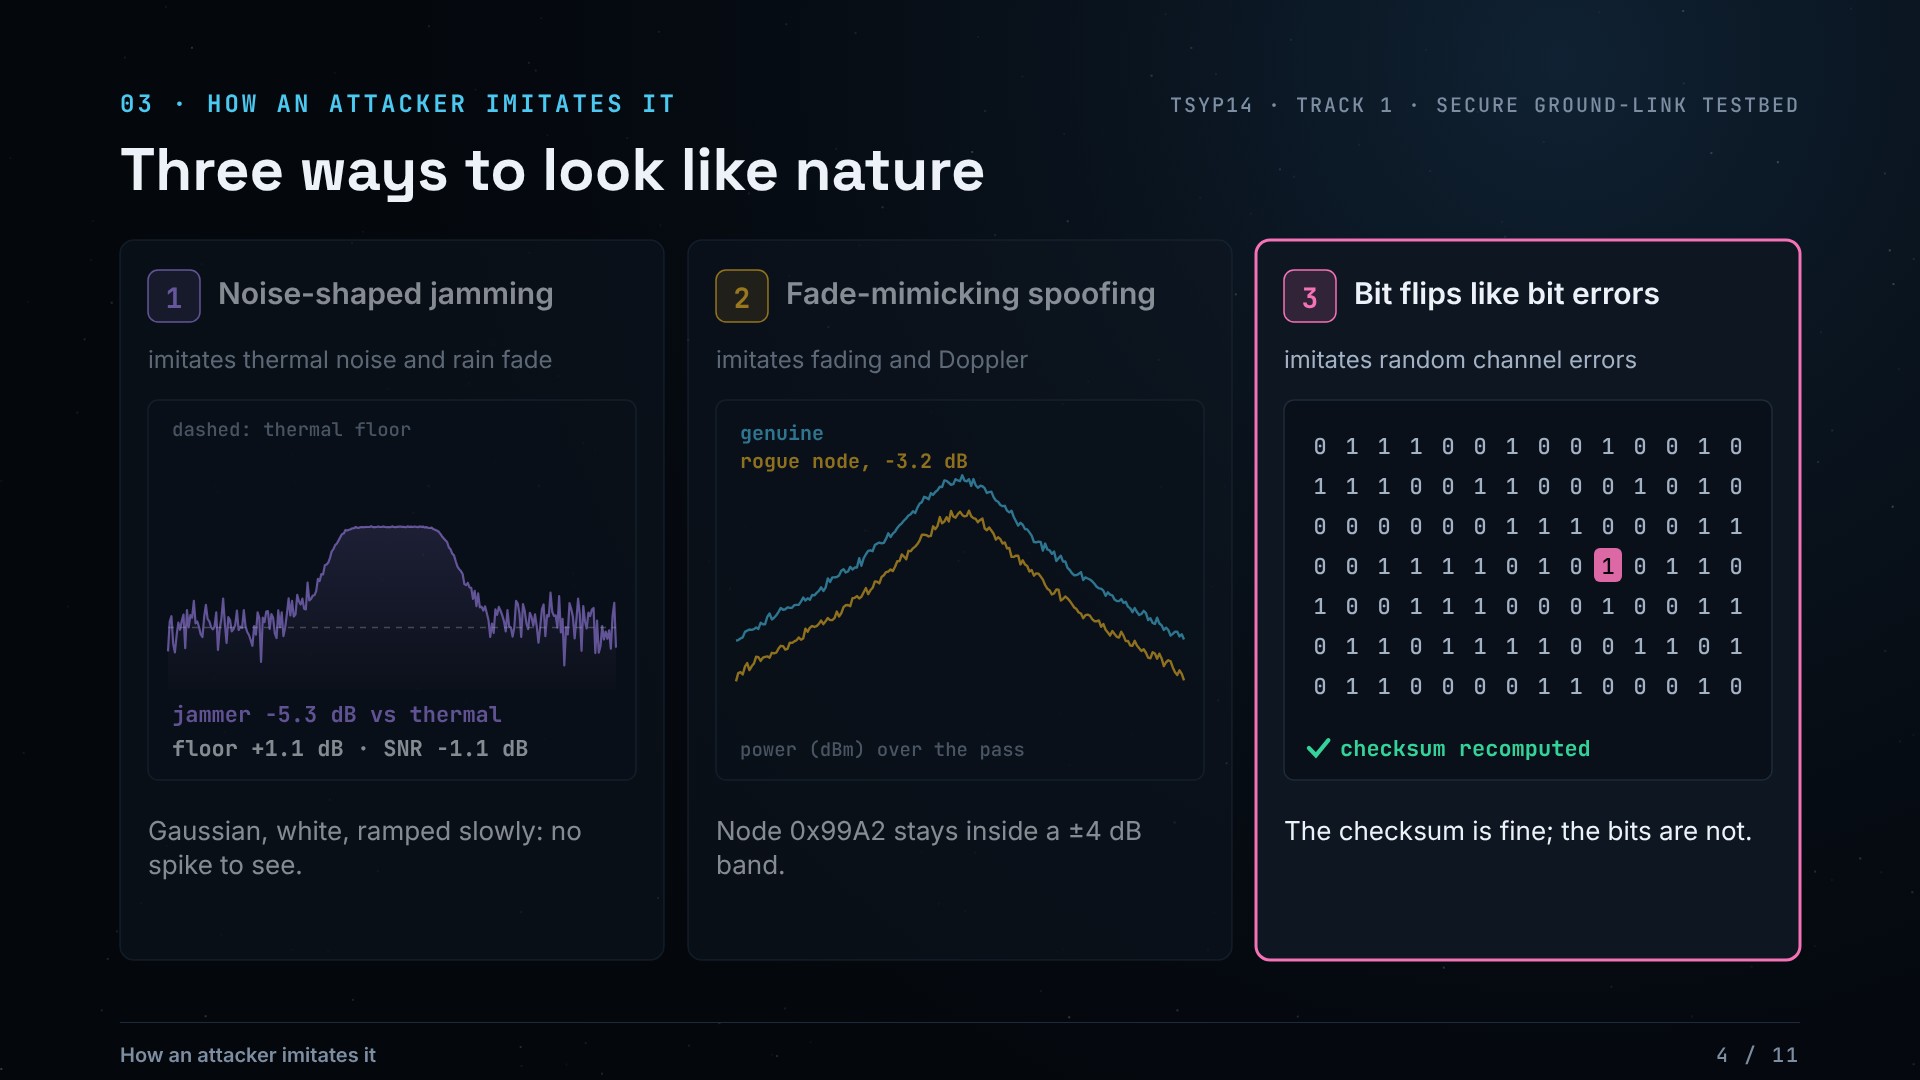 03 · HOW AN ATTACKER IMITATES IT
TSYP14 · TRACK 1 · SECURE GROUND-LINK TESTBED
Three ways to look like nature
1 Noise-shaped jamming
imitates thermal noise and rain fade
dashed: thermal floor
jammer -5.3 dB vs thermal
floor +1.1 dB · SNR -1.1 dB
Gaussian, white, ramped slowly: no
spike to see.
2 Fade-mimicking spoofing
imitates fading and Doppler
genuine
rogue node, -3.2 dB
power (dBm) over the pass
Node 0x99A2 stays inside a ±4 dB
band.
3 Bit flips like bit errors
imitates random channel errors
0 1 1 1 0 0 1 0 0 1 0 0 1 0
1 1 1 0 0 1 1 0 0 0 1 0 1 0
0 0 0 0 0 0 1 1 1 0 0 0 1 1
0 0 1 1 1 1 0 1 0 1 0 1 1 0
1 0 0 1 1 1 0 0 0 1 0 0 1 1
0 1 1 0 1 1 1 1 0 0 1 1 0 1
0 1 1 0 0 0 0 1 1 0 0 0 1 0
✓ checksum recomputed
The checksum is fine; the bits are not.
How an attacker imitates it
4 / 11